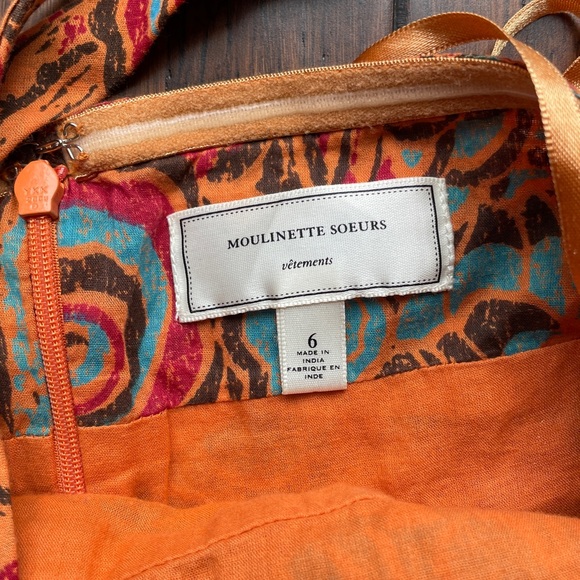 MOULINETTE SOEURS
vêtements
6
MADE IN
INDIA
FABRIQUE EN
INDE